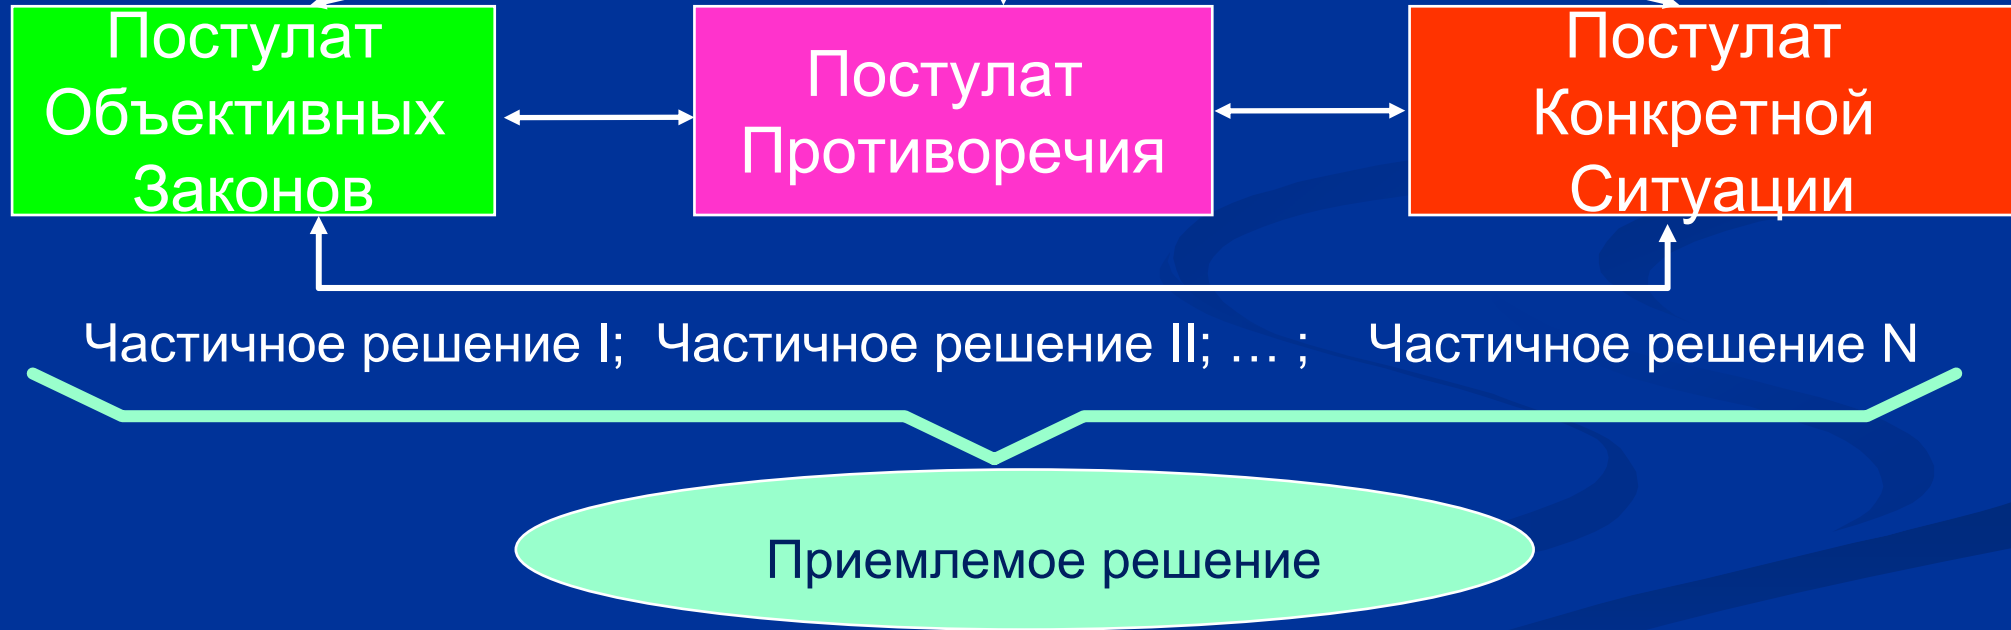 Постулат
Объективных
Законов
Постулат
Противоречия
Постулат
Конкретной
Ситуации
Частичное решение I; Частичное решение II; … ; Частичное решение N
Приемлемое решение